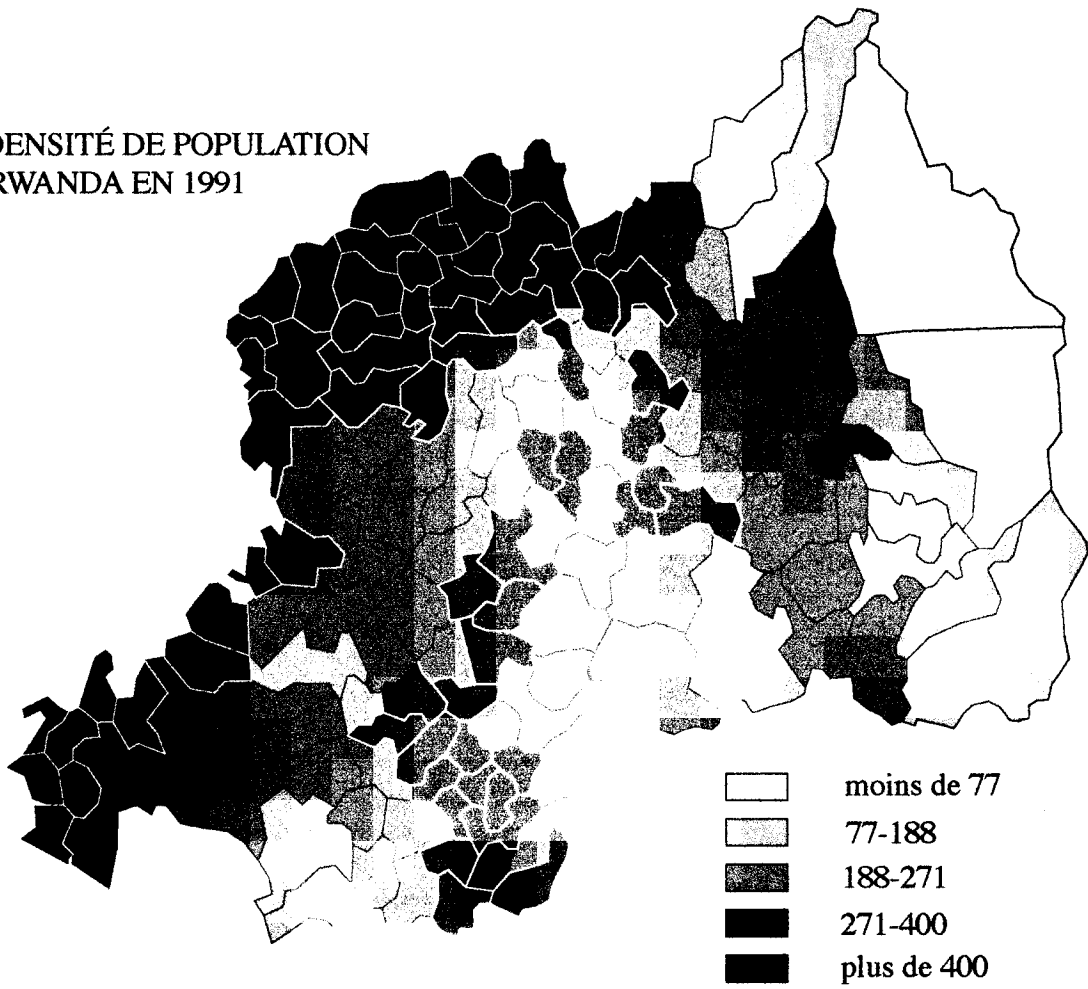 DENSITÉ DE POPULATION
RWANDA EN 1991
moins de 77
77-188
188-271
271-400
plus de 400